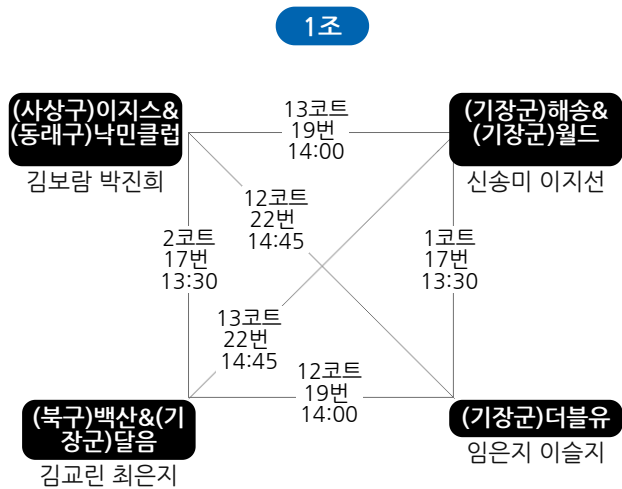 1조
(사상구)이지스&
(동래구)낙민클럽
김보람 박진희
13코트
19번
14:00
(기장군)해송&
(기장군)월드
신송미 이지선
12코트
22번
14:45
2코트
17번
13:30
1코트
17번
13:30
13코트
22번
14:45
12코트
19번
14:00
(북구)백산&(기
장군)달음
김교린 최은지
(기장군)더블유
임은지 이슬지